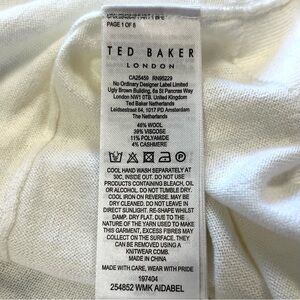 PAGE 1 OF 8
TED BAKER
LONDON
CA25459 RN95229
No Ordinary Designer Label Limited
Ugly Brown Building, 6a St Pancras Way
London NW1 0TB. United Kingdom
Ted Baker Netherlands
Leidsestraat 64, 1017 PD Amsterdam
The Netherlands
46% WOOL
39% VISCOSE
11% POLYAMIDE
4% CASHMERE
COOL HAND WASH SEPARATELY AT
30C, INSIDE OUT. DO NOT USE
PRODUCTS CONTAINING BLEACH, OIL
OR ALCOHOL. DO NOT TUMBLE DRY.
COOL IRON ON REVERSE. MAY BE
DRY CLEANED. DO NOT LEAVE IN
DIRECT SUNLIGHT. RE-SHAPE WHILST
DAMP. DRY FLAT. DUE TO THE
NATURE OF THE YARN USED TO MAKE
THIS GARMENT, EXCESS FIBRES MAY
COLLECT ON THE SURFACE. THEY
CAN BE REMOVED USING A
KNITWEAR COMB.
MADE IN CHINA
MADE WITH CARE, WEAR WITH PRIDE
197404
254852 WMK AIDABEL